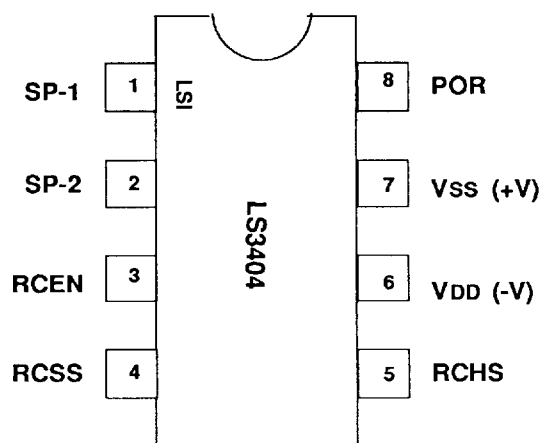 SP-1 1 8 POR
LSI
SP-2 2 7 VSS (+V)
LS3404
RCEN 3 6 VDD (-V)
RCSS 4 5 RCHS